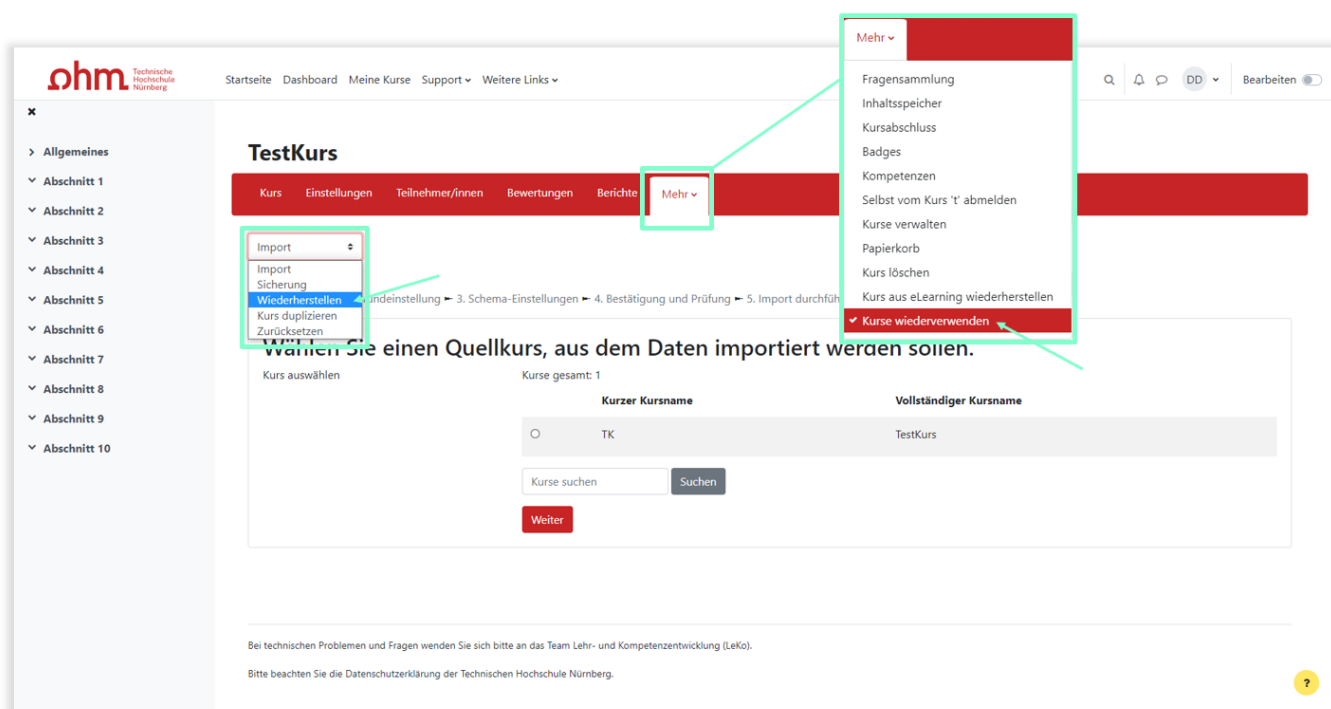 Mehr
Fragensammlung
Inhaltsspeicher
Kursabschluss
Badges
Kompetenzen
Selbst vom Kurs 't' abmelden
Kurse verwalten
Papierkorb
Kurs löschen
Kurs aus eLearning wiederherstellen
Kurse wiederverwenden
ohm Technische
Hochschule
Nürnberg
Startseite Dashboard Meine Kurse Support Weitere Links
DD Bearbeiten
Allgemeines
Abschnitt 1
Abschnitt 2
Abschnitt 3
Abschnitt 4
Abschnitt 5
Abschnitt 6
Abschnitt 7
Abschnitt 8
Abschnitt 9
Abschnitt 10
TestKurs
Kurs Einstellungen Teilnehmer/innen Bewertungen Berichte Mehr
Import
Import
Sicherung
Wiederherstellen
Kurs duplizieren
Zurücksetzen
ndeinstellung ► 3. Schema-Einstellungen ► 4. Bestätigung und Prüfung ► 5. Import durchfüh
Wählen Sie einen Quellkurs, aus dem Daten importiert werden sollen.
Kurs auswählen
Kurse gesamt: 1
Kurzer Kursname Vollständiger Kursname
TK TestKurs
Kurse suchen Suchen
Weiter
Bei technischen Problemen und Fragen wenden Sie sich bitte an das Team Lehr- und Kompetenzentwicklung (LeKo).
Bitte beachten Sie die Datenschutzerklärung der Technischen Hochschule Nürnberg.
?